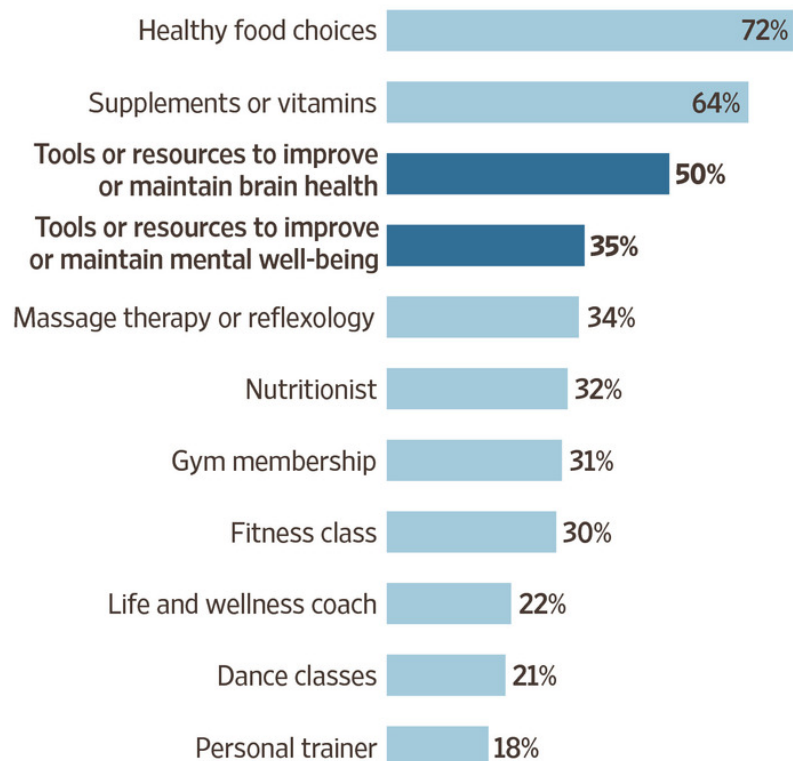 Healthy food choices 72%
Supplements or vitamins 64%
Tools or resources to improve
or maintain brain health 50%
Tools or resources to improve
or maintain mental well-being 35%
Massage therapy or reflexology 34%
Nutritionist 32%
Gym membership 31%
Fitness class 30%
Life and wellness coach 22%
Dance classes 21%
Personal trainer 18%